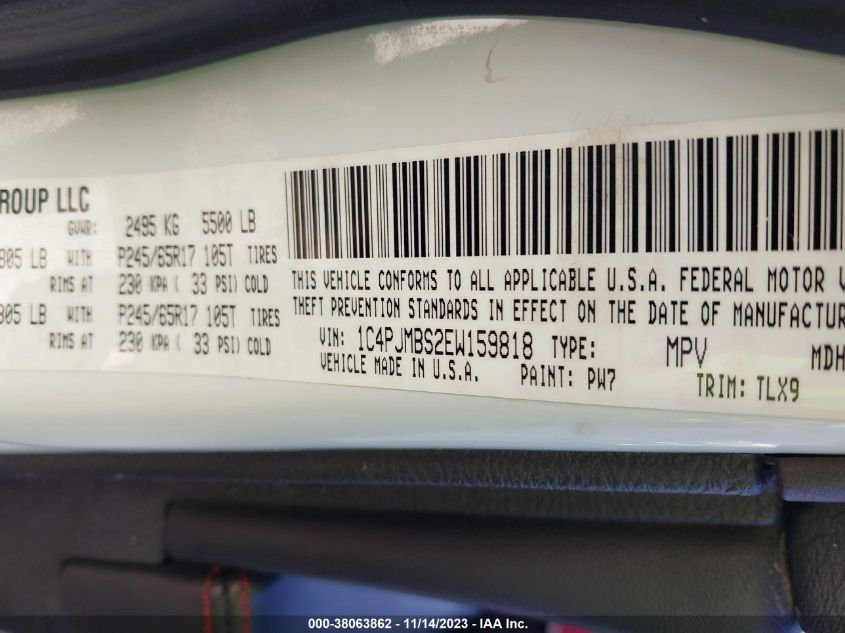 ROUP LLC
GVWR: 2495 KG 5500 LB
805 LB WITH P245/65R17 105T TIRES
RIMS AT 230 KPA ( 33 PSI) COLD
805 LB WITH P245/65R17 105T TIRES
RIMS AT 230 KPA ( 33 PSI) COLD
THIS VEHICLE CONFORMS TO ALL APPLICABLE U.S.A. FEDERAL MOTOR V
THEFT PREVENTION STANDARDS IN EFFECT ON THE DATE OF MANUFACTUR
VIN: 1C4PJMBS2EW159818 TYPE: MPV MDH
VEHICLE MADE IN U.S.A. PAINT: PW7 TRIM: TLX9
000-38063862 - 11/14/2023 - IAA Inc.